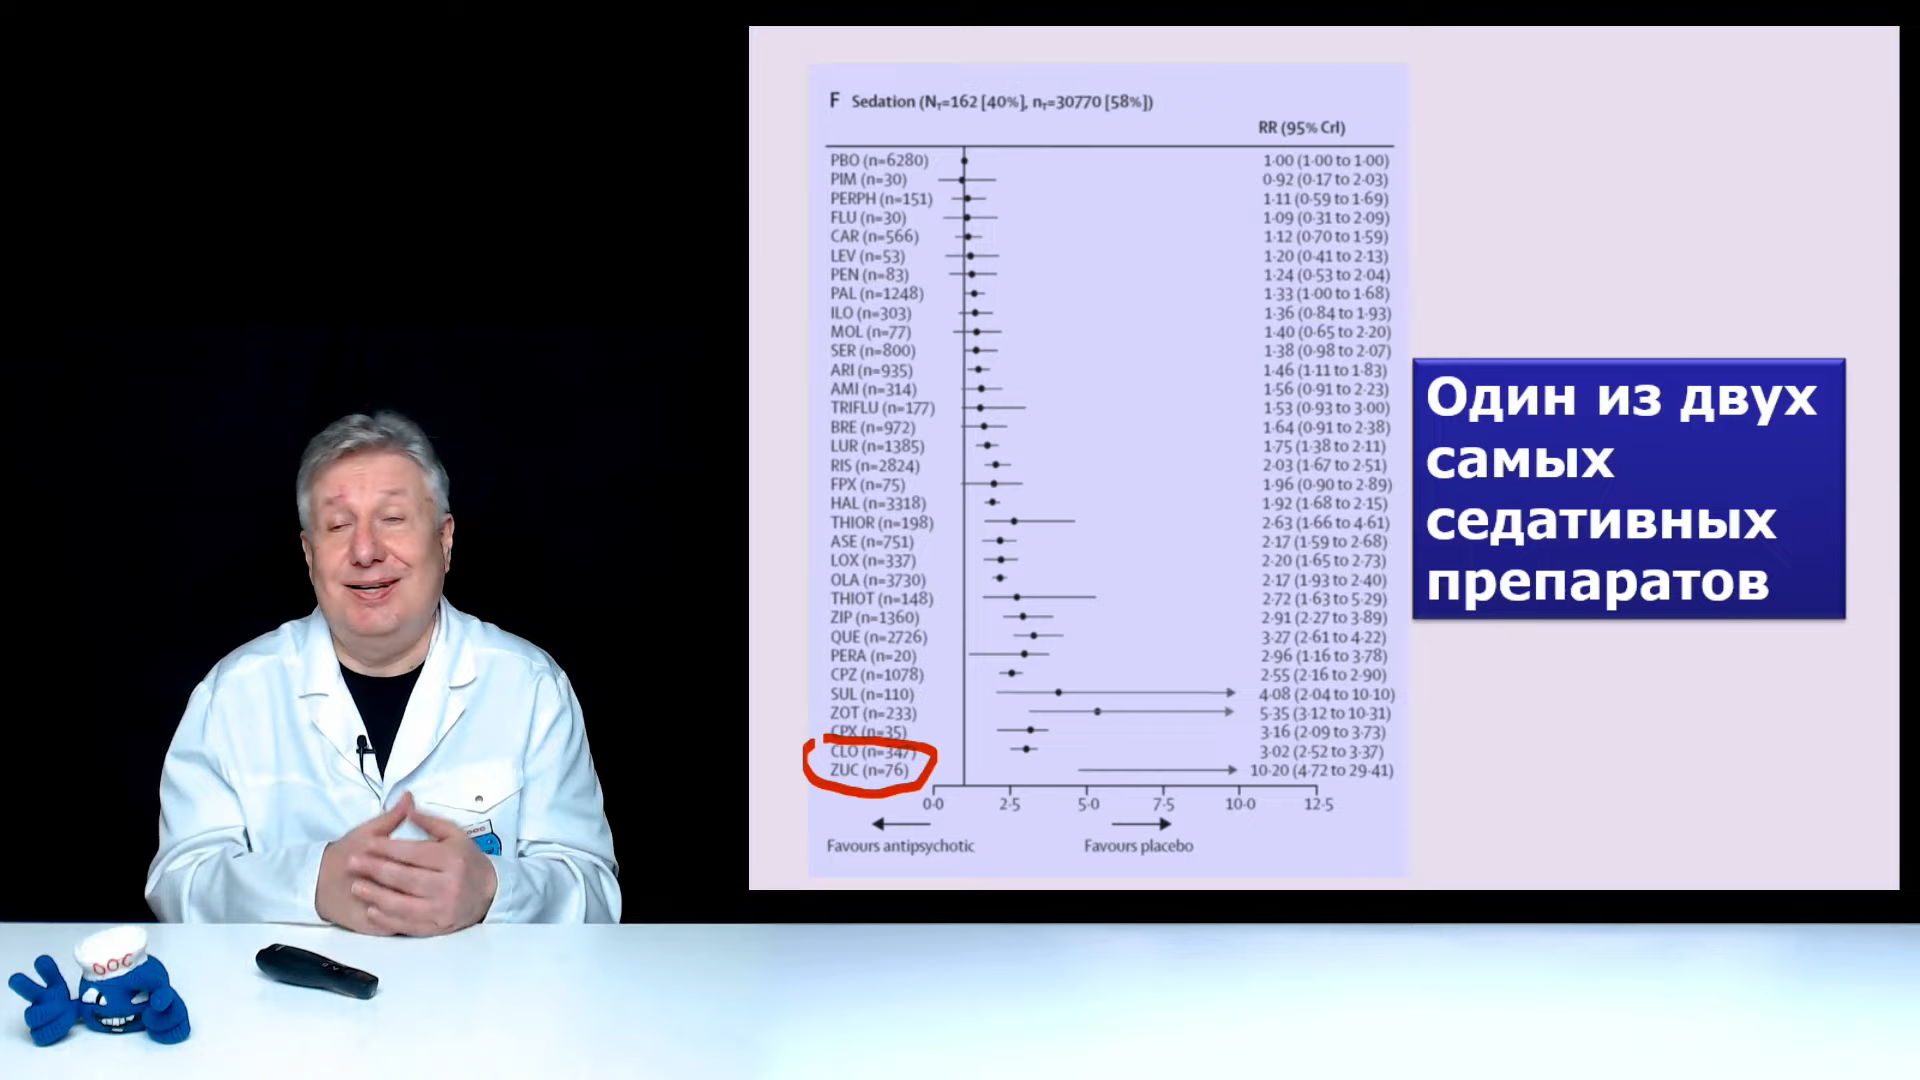 F Sedation (NT=162 [40%], nT=30770 [58%])
RR (95% CrI)
PBO (n=6280) 1·00 (1·00 to 1·00)
PIM (n=30) 0·92 (0·17 to 2·03)
PERPH (n=151) 1·11 (0·59 to 1·69)
FLU (n=30) 1·09 (0·31 to 2·09)
CAR (n=566) 1·12 (0·70 to 1·59)
LEV (n=53) 1·20 (0·41 to 2·13)
PEN (n=83) 1·24 (0·53 to 2·04)
PAL (n=1248) 1·33 (1·00 to 1·68)
ILO (n=303) 1·36 (0·84 to 1·93)
MOL (n=77) 1·40 (0·65 to 2·20)
SER (n=800) 1·38 (0·98 to 2·07)
ARI (n=935) 1·46 (1·11 to 1·83)
AMI (n=314) 1·56 (0·91 to 2·23)
TRIFLU (n=177) 1·53 (0·93 to 3·00)
BRE (n=972) 1·64 (0·91 to 2·38)
LUR (n=1385) 1·75 (1·38 to 2·11)
RIS (n=2824) 2·03 (1·67 to 2·51)
FPX (n=75) 1·96 (0·90 to 2·89)
HAL (n=3318) 1·92 (1·68 to 2·15)
THIOR (n=198) 2·63 (1·66 to 4·61)
ASE (n=751) 2·17 (1·59 to 2·68)
LOX (n=337) 2·20 (1·65 to 2·73)
OLA (n=3730) 2·17 (1·93 to 2·40)
THIOT (n=148) 2·72 (1·63 to 5·29)
ZIP (n=1360) 2·91 (2·27 to 3·89)
QUE (n=2726) 3·27 (2·61 to 4·22)
PERA (n=20) 2·96 (1·16 to 3·78)
CPZ (n=1078) 2·55 (2·16 to 2·90)
SUL (n=110) 4·08 (2·04 to 10·10)
ZOT (n=233) 5·35 (3·12 to 10·31)
CPX (n=35) 3·16 (2·09 to 3·73)
CLO (n=347) 3·02 (2·52 to 3·37)
ZUC (n=76) 10·20 (4·72 to 29·41)
0·0 2·5 5·0 7·5 10·0 12·5
Favours antipsychotic Favours placebo
Один из двух
самых
седативных
препаратов
DOC